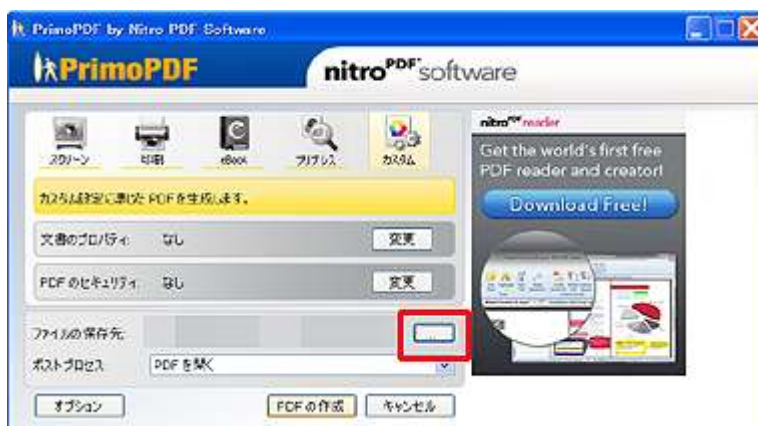 PrimoPDF by Nitro PDF Software
PrimoPDF
nitroPDF software
スクリーン 印刷 eBook プリプレス カスタム
カスタム設定に準じた PDF を生成します。
文書のプロパティ: なし 変更
PDF のセキュリティ: なし 変更
ファイルの保存先: ...
ポストプロセス PDF を開く
オプション PDF の作成 キャンセル
nitroPDF reader
Get the world's first free
PDF reader and creator!
Download Free!